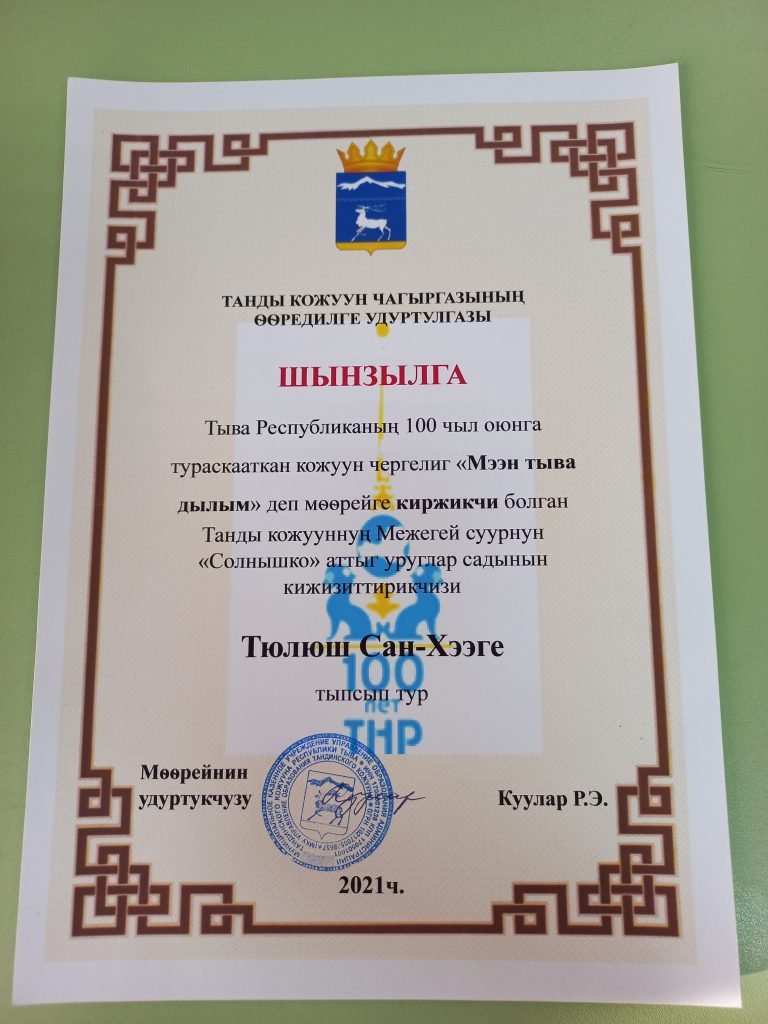 ТАНДЫ КОЖУУН ЧАГЫРГАЗЫНЫҢ
ӨӨРЕДИЛГЕ УДУРТУЛГАЗЫ
ШЫНЗЫЛГА
Тыва Республиканың 100 чыл оюнга
тураскааткан кожуун чергелиг «Мээн тыва
дылым» деп мөөрейге киржикчи болган
Танды кожууннуң Межегей суурнун
«Солнышко» аттыг уруглар садынын
кижизиттирикчизи
Тюлюш Сан-Хээге
100
тыпсып тур
лет
ТНР
Мөөрейнин
удуртукчузу
Куулар Р.Э.
2021ч.